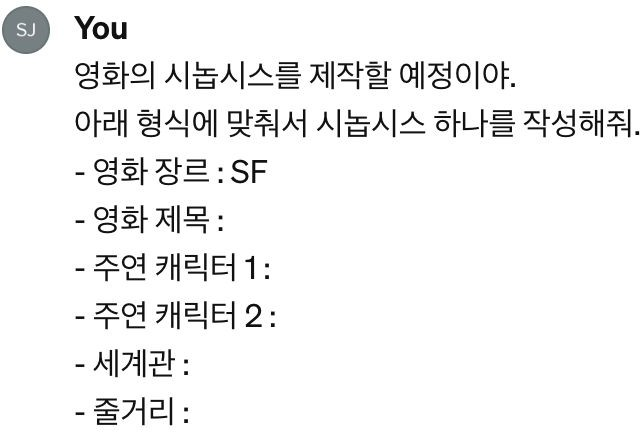 SJ
You
영화의 시놉시스를 제작할 예정이야.
아래 형식에 맞춰서 시놉시스 하나를 작성해줘.
- 영화 장르 : SF
- 영화 제목 :
- 주연 캐릭터 1 :
- 주연 캐릭터 2 :
- 세계관 :
- 줄거리 :